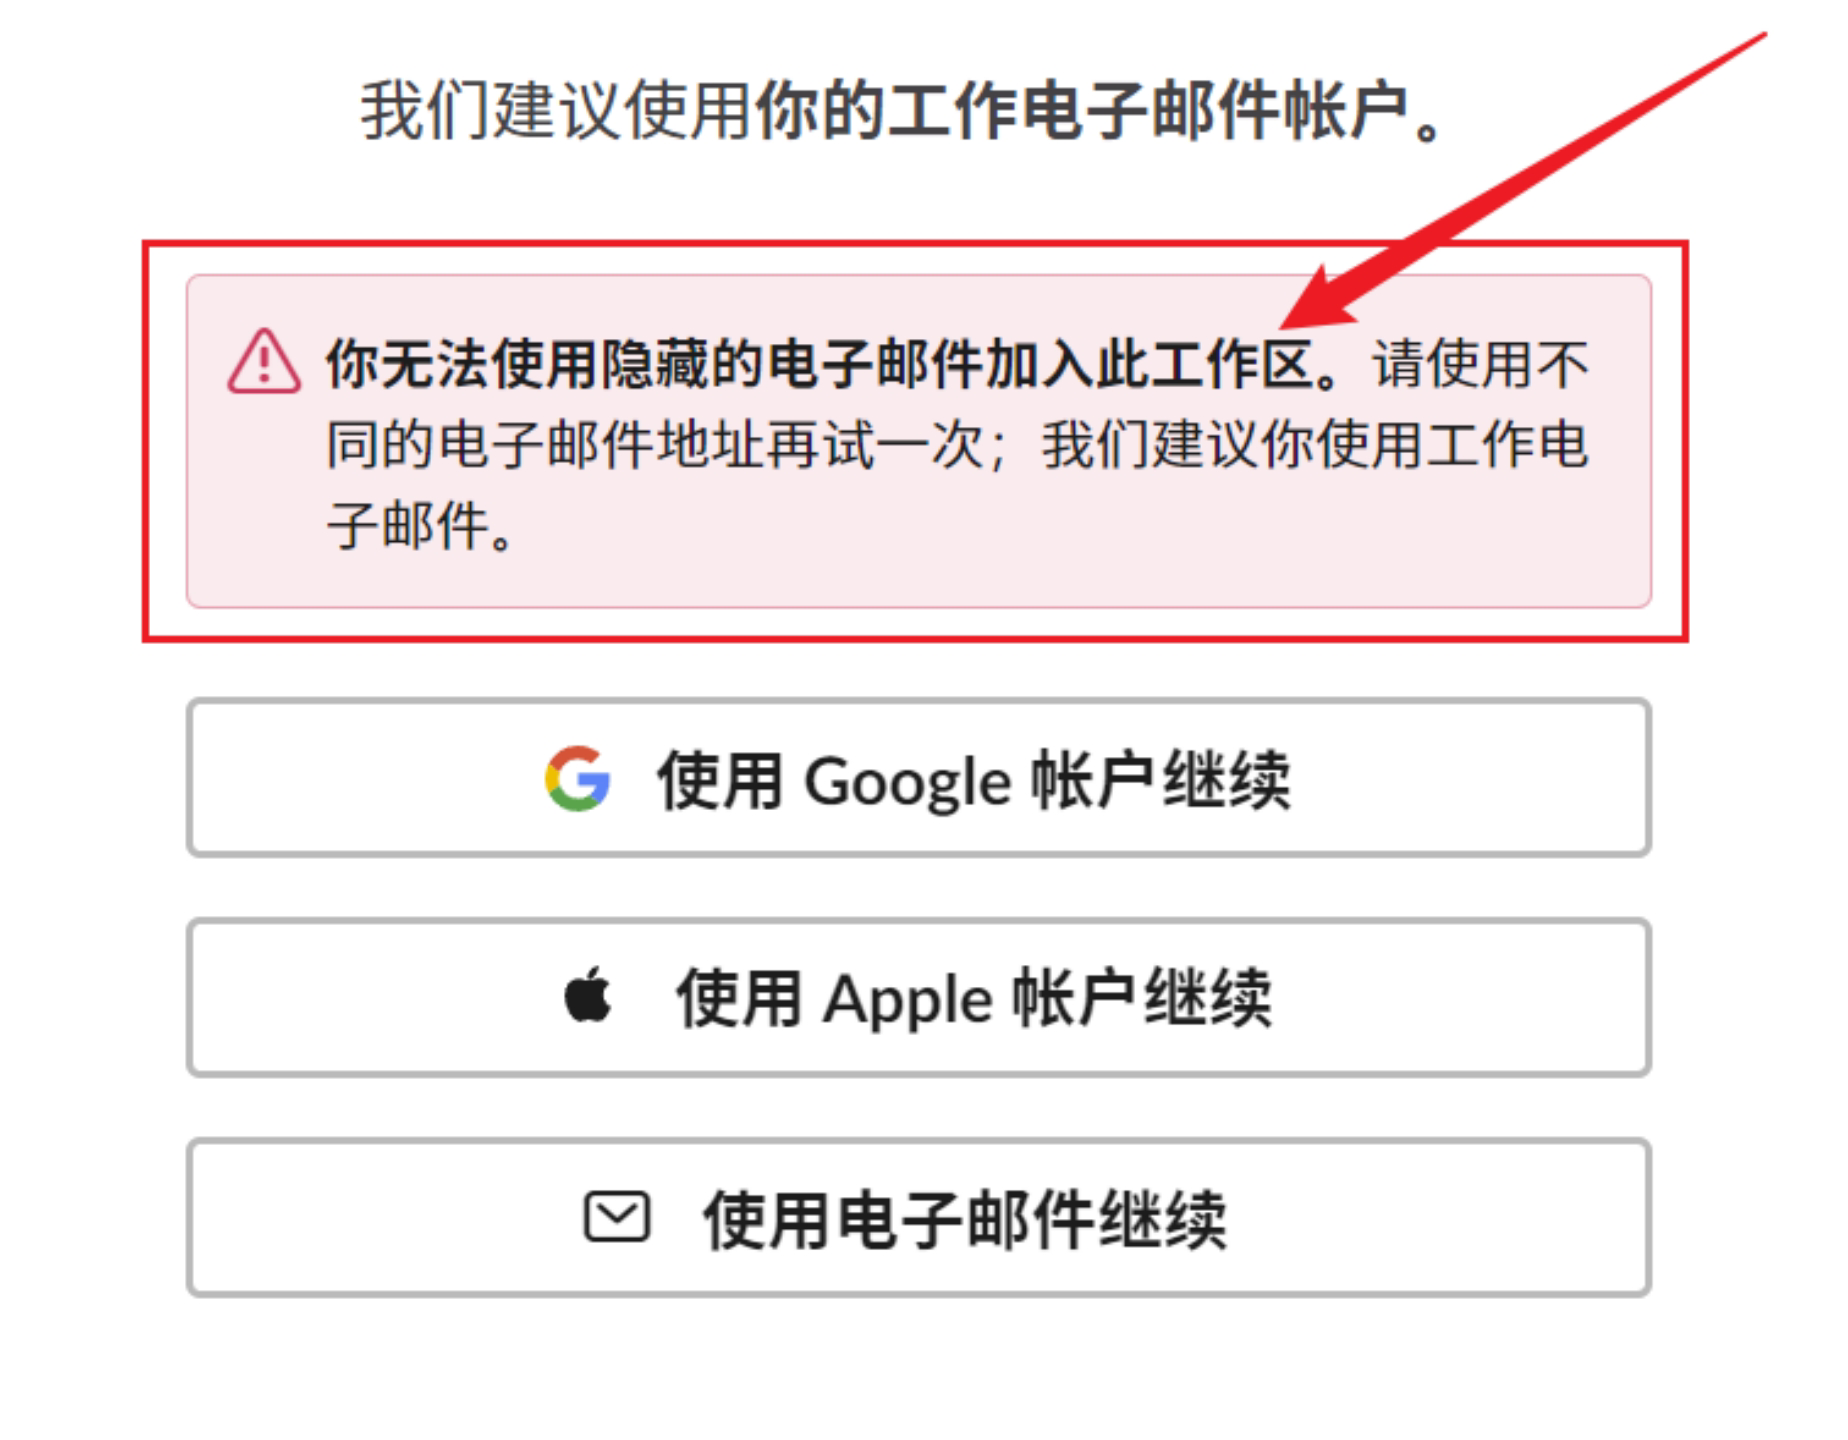 我们建议使用你的工作电子邮件帐户。
你无法使用隐藏的电子邮件加入此工作区。请使用不
同的电子邮件地址再试一次；我们建议你使用工作电
子邮件。
使用 Google 帐户继续
使用 Apple 帐户继续
使用电子邮件继续